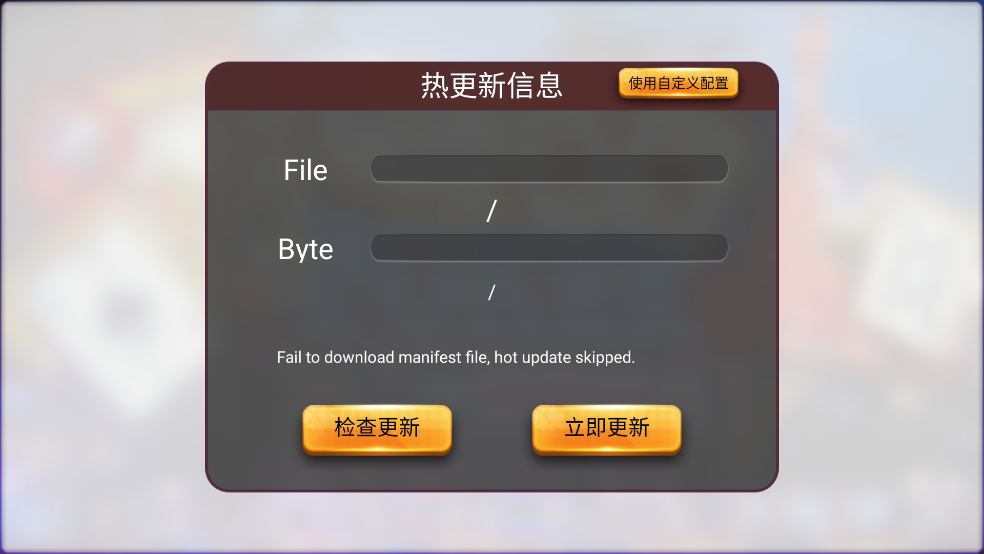 热更新信息
使用自定义配置
File
/
Byte
/
Fail to download manifest file, hot update skipped.
检查更新
立即更新